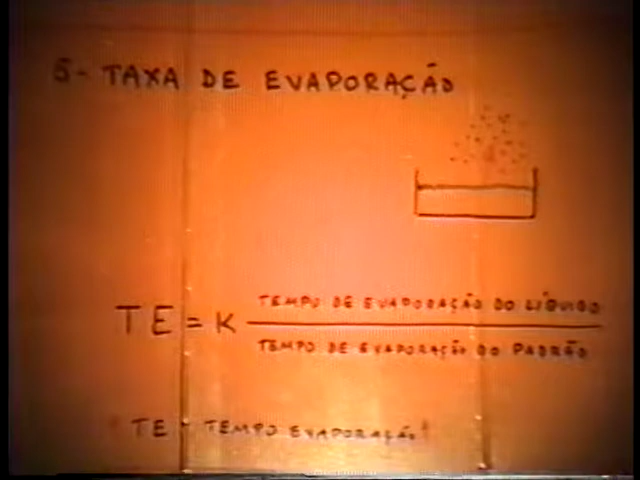 5- TAXA DE EVAPORAÇÃO
TE = K TEMPO DE EVAPORAÇÃO DO LÍQUIDO
TEMPO DE EVAPORAÇÃO DO PADRÃO
"TE - TEMPO EVAPORAÇÃO"